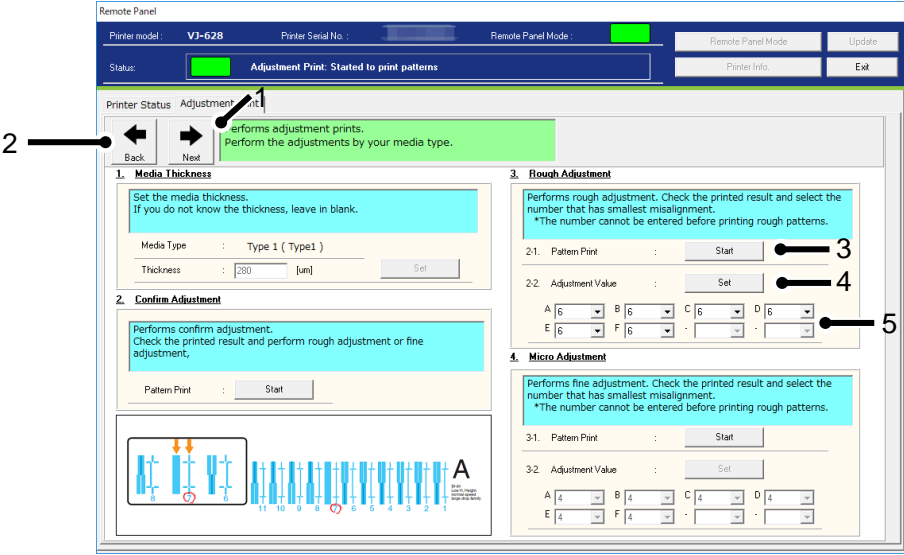 Remote Panel
Printer model : VJ-628 Printer Serial No. : Remote Panel Mode :
Remote Panel Mode Update
Status: Adjustment Print: Started to print patterns
Printer Info. Exit
Printer Status Adjustment
1
2
Back Next
Performs adjustment prints.
Perform the adjustments by your media type.
1. Media Thickness
Set the media thickness.
If you do not know the thickness, leave in blank.
Media Type : Type 1 ( Type1 )
Thickness : 280 [um] Set
2. Confirm Adjustment
Performs confirm adjustment.
Check the printed result and perform rough adjustment or fine
adjustment,
Pattern Print : Start
8 7 6
11 10 9 8 7 6 5 4 3 2 1
A
Low H, Height
normal speed
large drop family
3. Rough Adjustment
Performs rough adjustment. Check the printed result and select the
number that has smallest misalignment.
*The number cannot be entered before printing rough patterns.
2-1. Pattern Print : Start
3
2-2. Adjustment Value : Set
4
A 6 B 6 C 6 D 6
E 6 F 6 - -
5
4. Micro Adjustment
Performs fine adjustment. Check the printed result and select the
number that has smallest misalignment.
*The number cannot be entered before printing rough patterns.
3-1. Pattern Print : Start
3-2. Adjustment Value : Set
A 4 B 4 C 4 D 4
E 4 F 4 - -